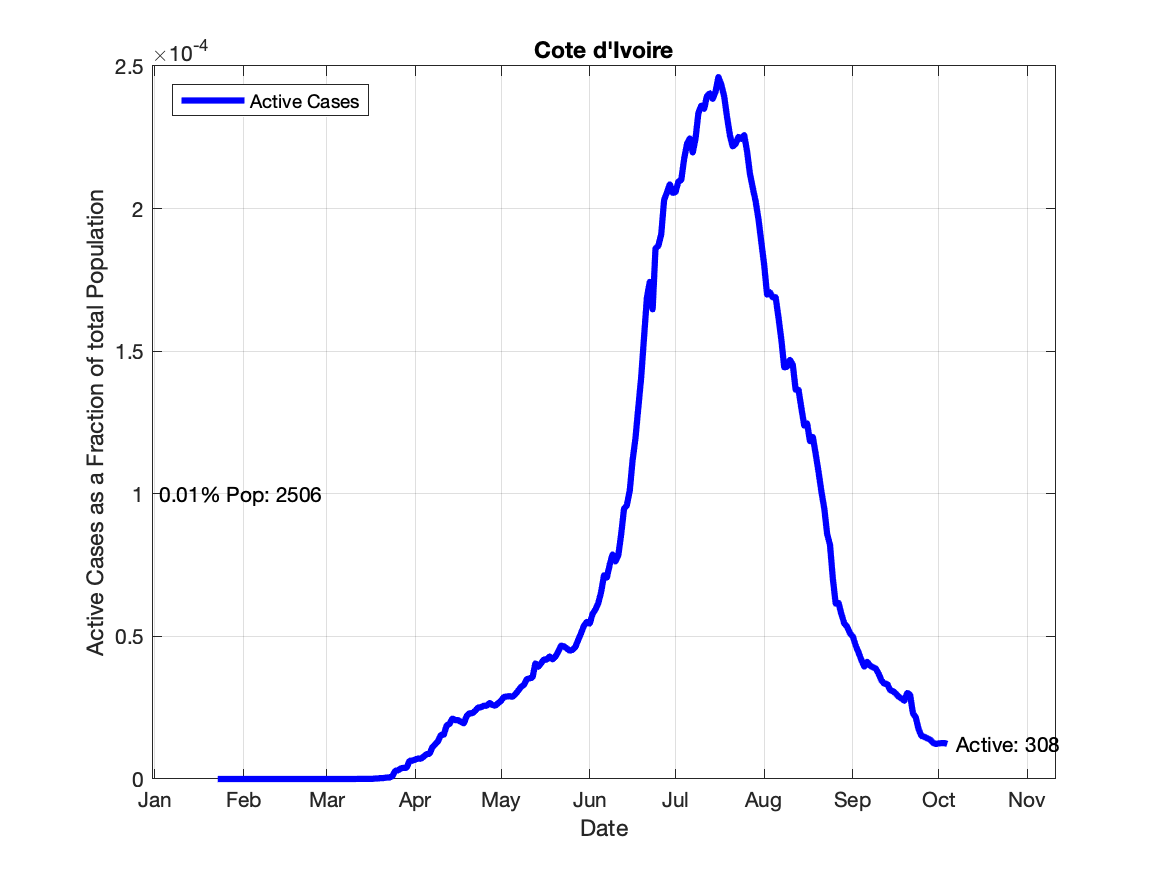 Cote d'Ivoire
×10-4
2.5
2
1.5
1
0.5
0
Active Cases
0.01% Pop: 2506
Active: 308
Active Cases as a Fraction of total Population
Jan Feb Mar Apr May Jun Jul Aug Sep Oct Nov
Date